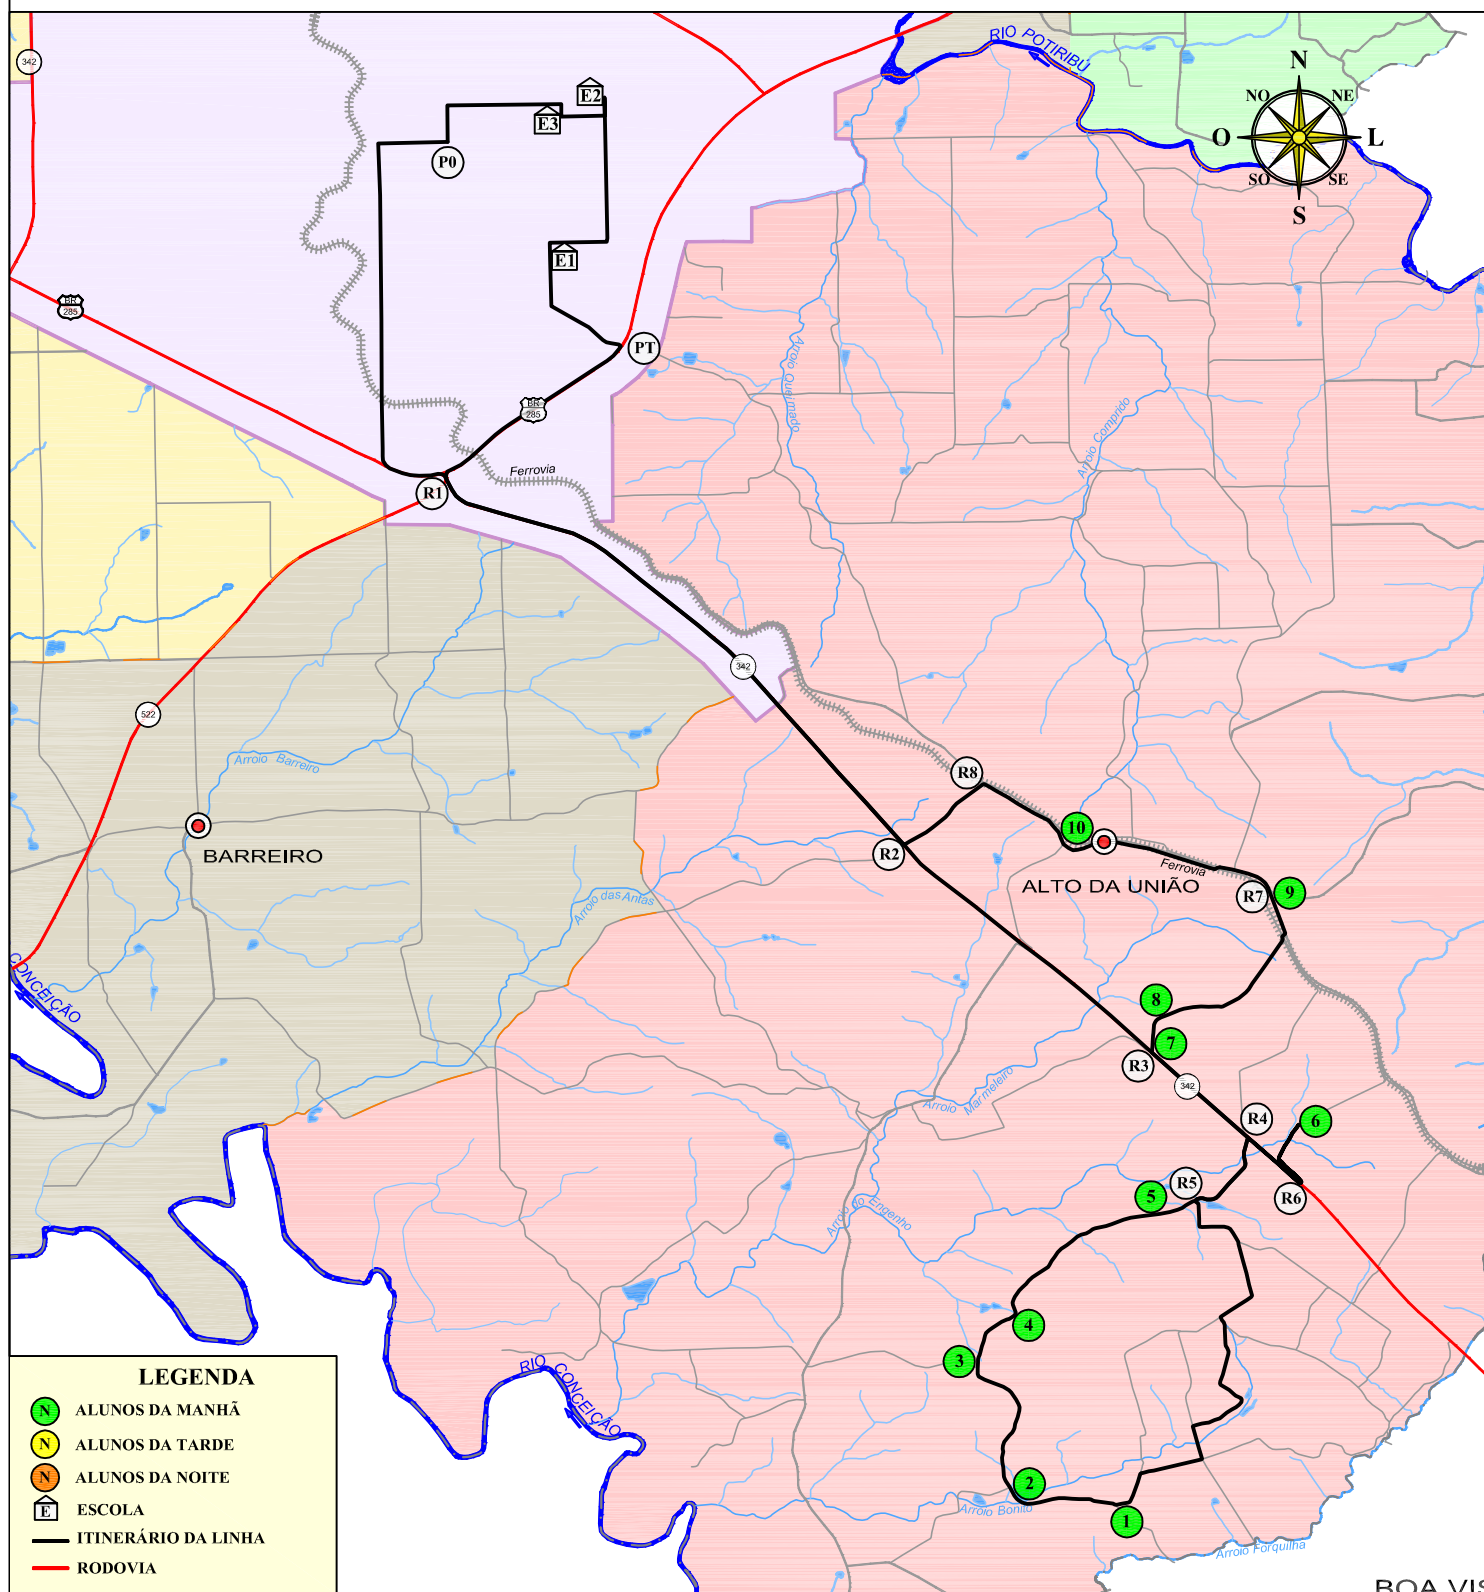 RIO POTIRIBÚ
N
NO
NE
O
L
SO
SE
S
342
E2
E3
P0
E1
BR
285
PT
BR
285
Arroio Queimado
Arroio Comprido
Ferrovia
R1
342
522
Arroio Barreiro
R8
10
BARREIRO
R2
ALTO DA UNIÃO
Ferrovia
R7
9
Arroio das Antas
CONCEIÇÃO
8
7
R3
342
Arroio Marmeleiro
R4
6
R5
5
R6
Arroio do Engenho
4
3
RIO CONCEIÇÃO
2
Arroio Bonito
1
Arroio Forquilha
BOA VIS
LEGENDA
N ALUNOS DA MANHÃ
N ALUNOS DA TARDE
N ALUNOS DA NOITE
E ESCOLA
ITINERÁRIO DA LINHA
RODOVIA